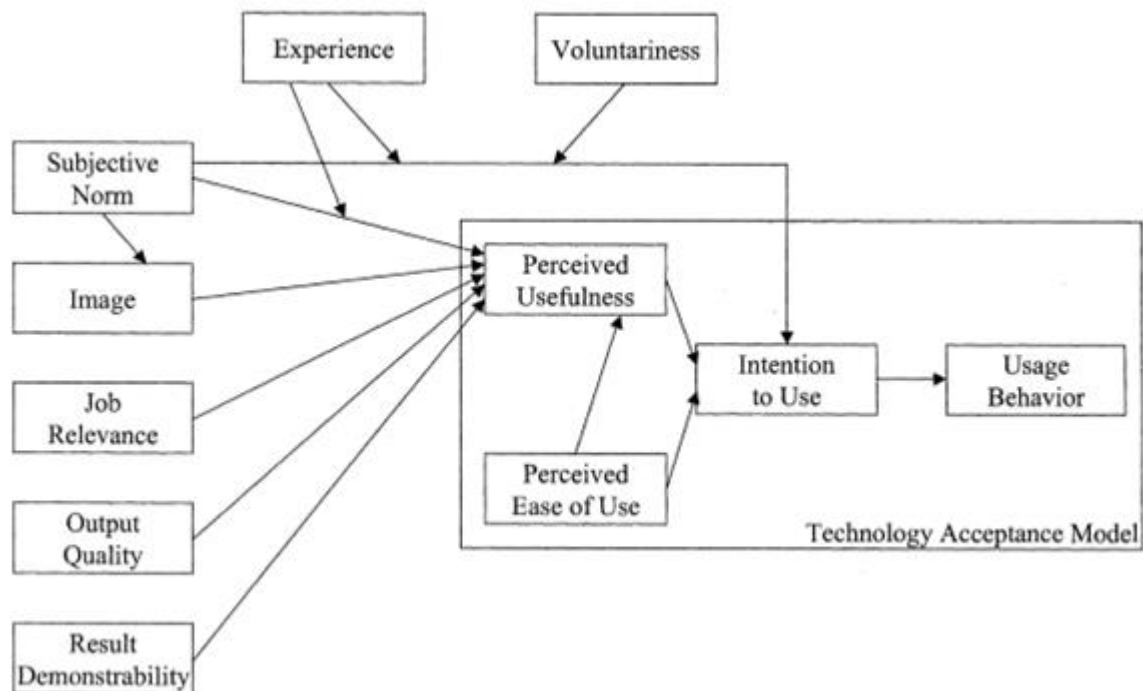 Experience
Voluntariness
Subjective
Norm
Image
Job
Relevance
Output
Quality
Result
Demonstrability
Perceived
Usefulness
Perceived
Ease of Use
Intention
to Use
Usage
Behavior
Technology Acceptance Model